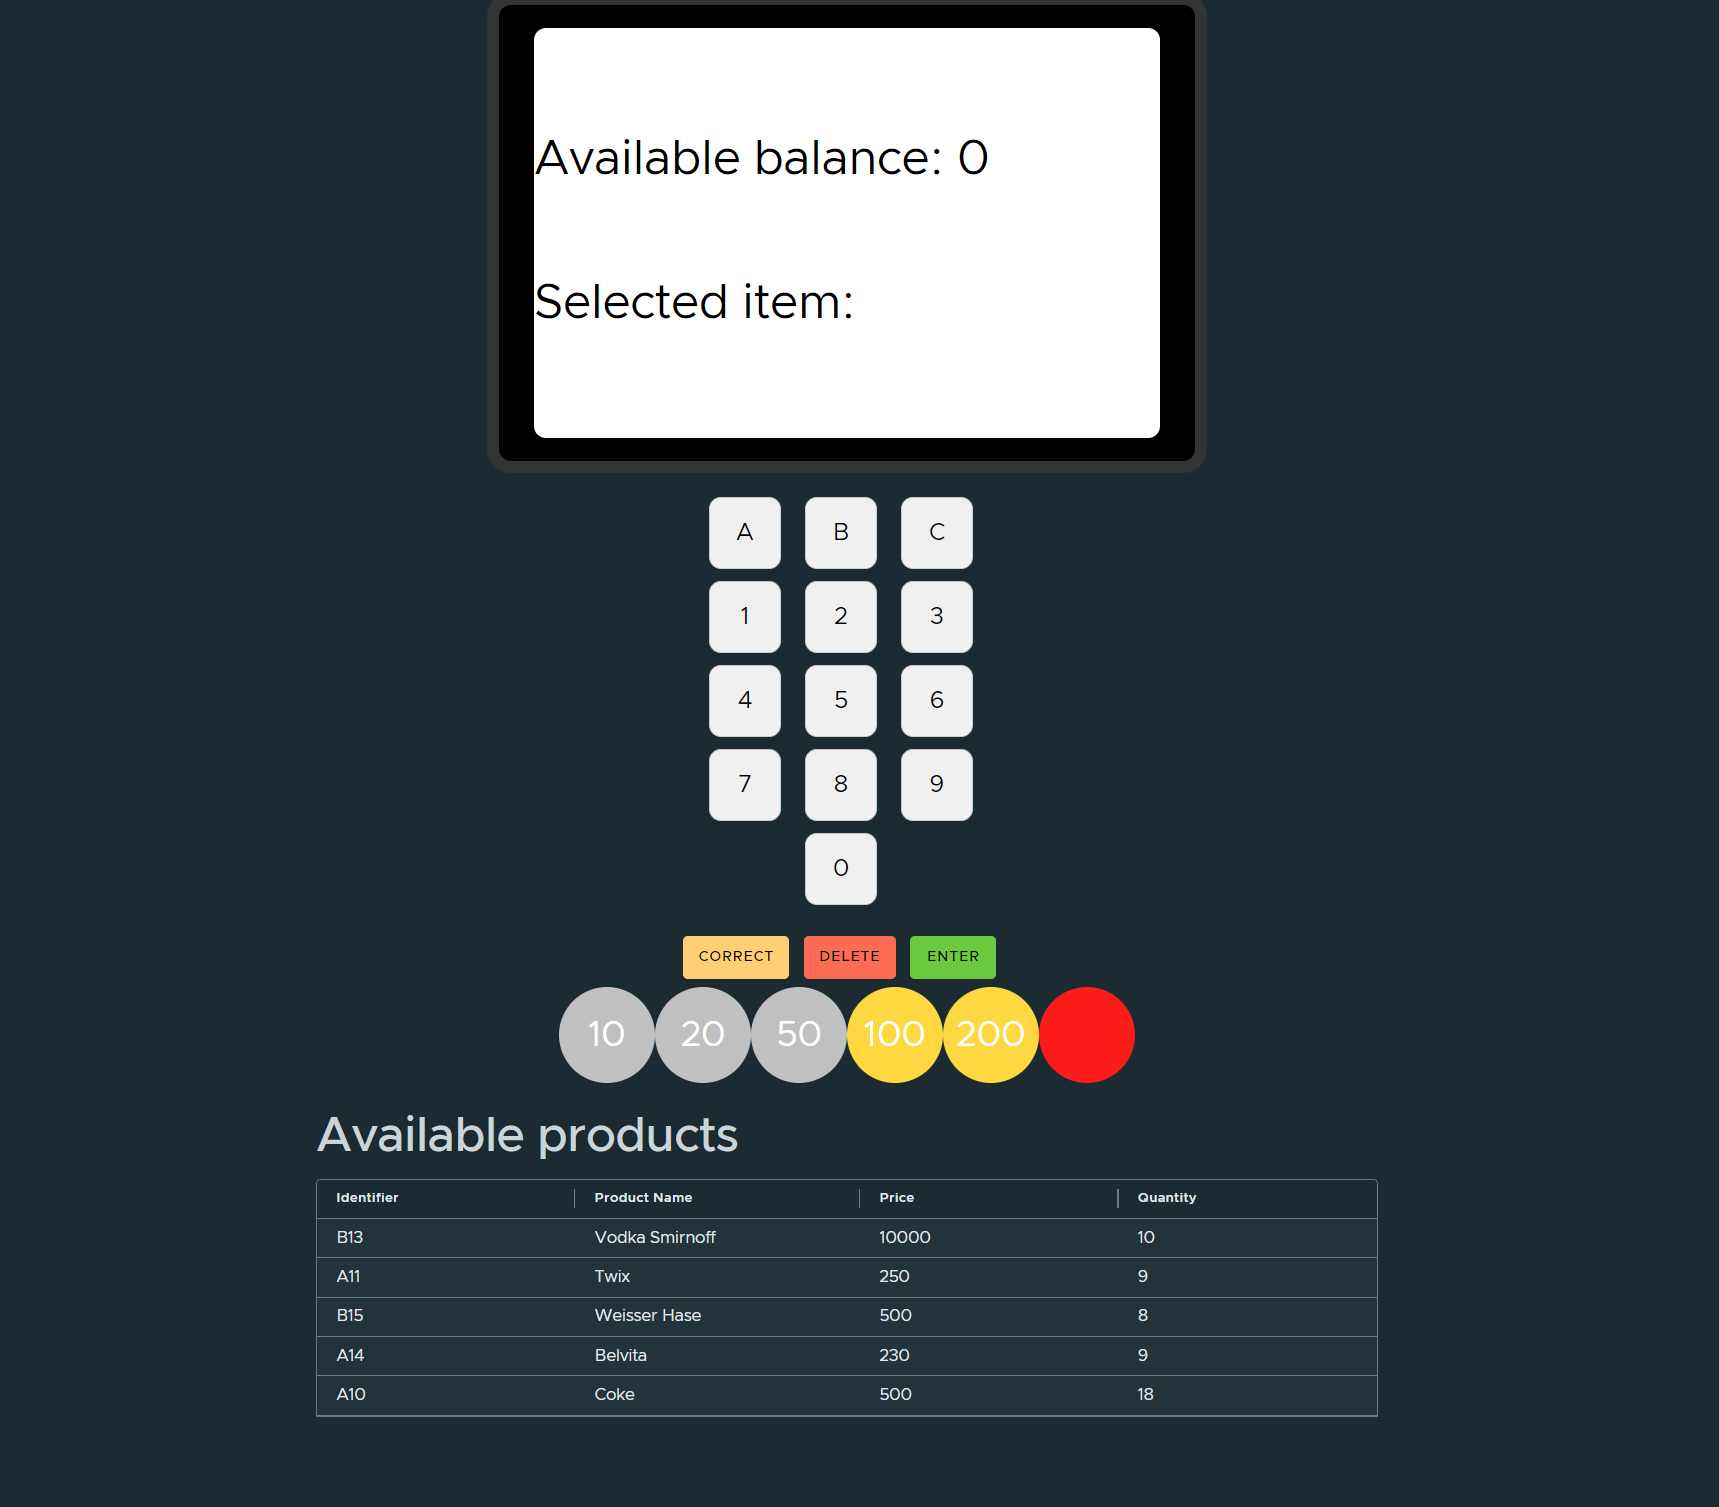 Available balance: 0
Selected item:
A B C
1 2 3
4 5 6
7 8 9
0
CORRECT DELETE ENTER
10 20 50 100 200
Available products
Identifier Product Name Price Quantity
B13 Vodka Smirnoff 10000 10
A11 Twix 250 9
B15 Weisser Hase 500 8
A14 Belvita 230 9
A10 Coke 500 18